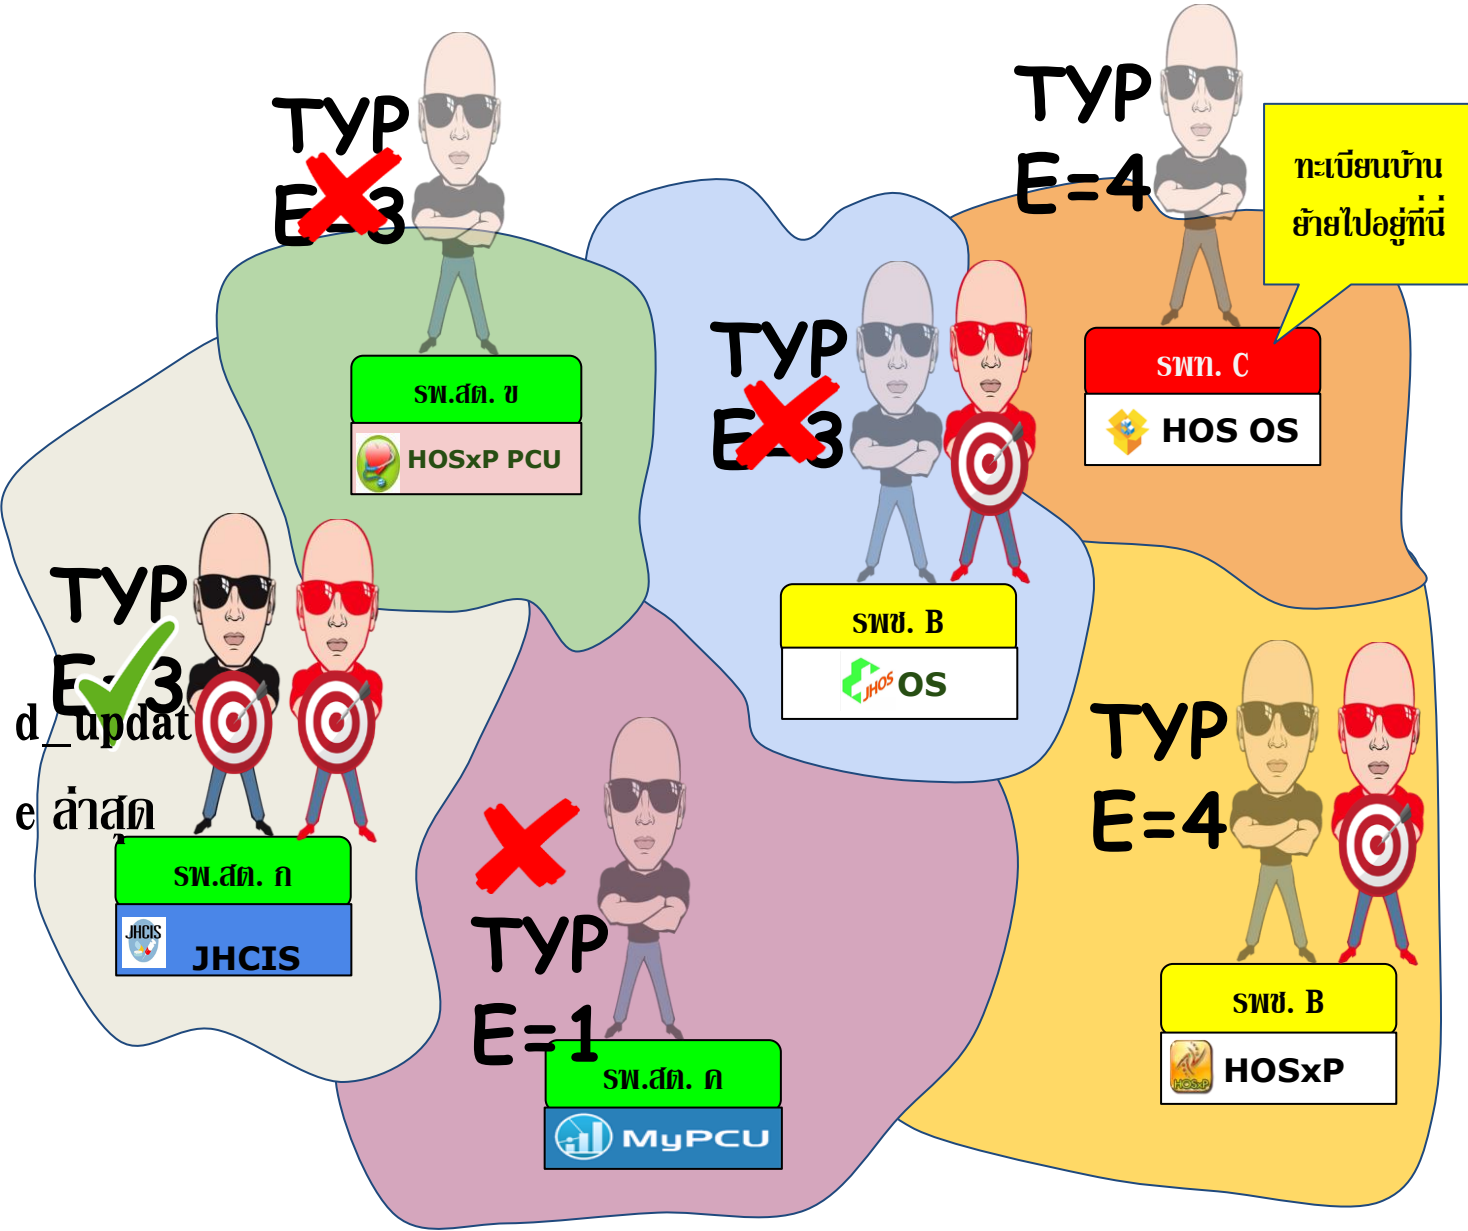 TYP
E=3
TYP
E=4
ทะเบียนบ้าน
ย้ายไปอยู่ที่นี่
รพ.สต. ข
HOSxP PCU
TYP
E=3
รพท. C
HOS OS
TYP
E=3
d_updat
e ล่าสุด
รพช. B
JHOS OS
TYP
E=4
รพ.สต. ก
JHCIS
JHCIS
TYP
E=1
รพ.สต. ค
MyPCU
รพช. B
HOSxP
HOSxP